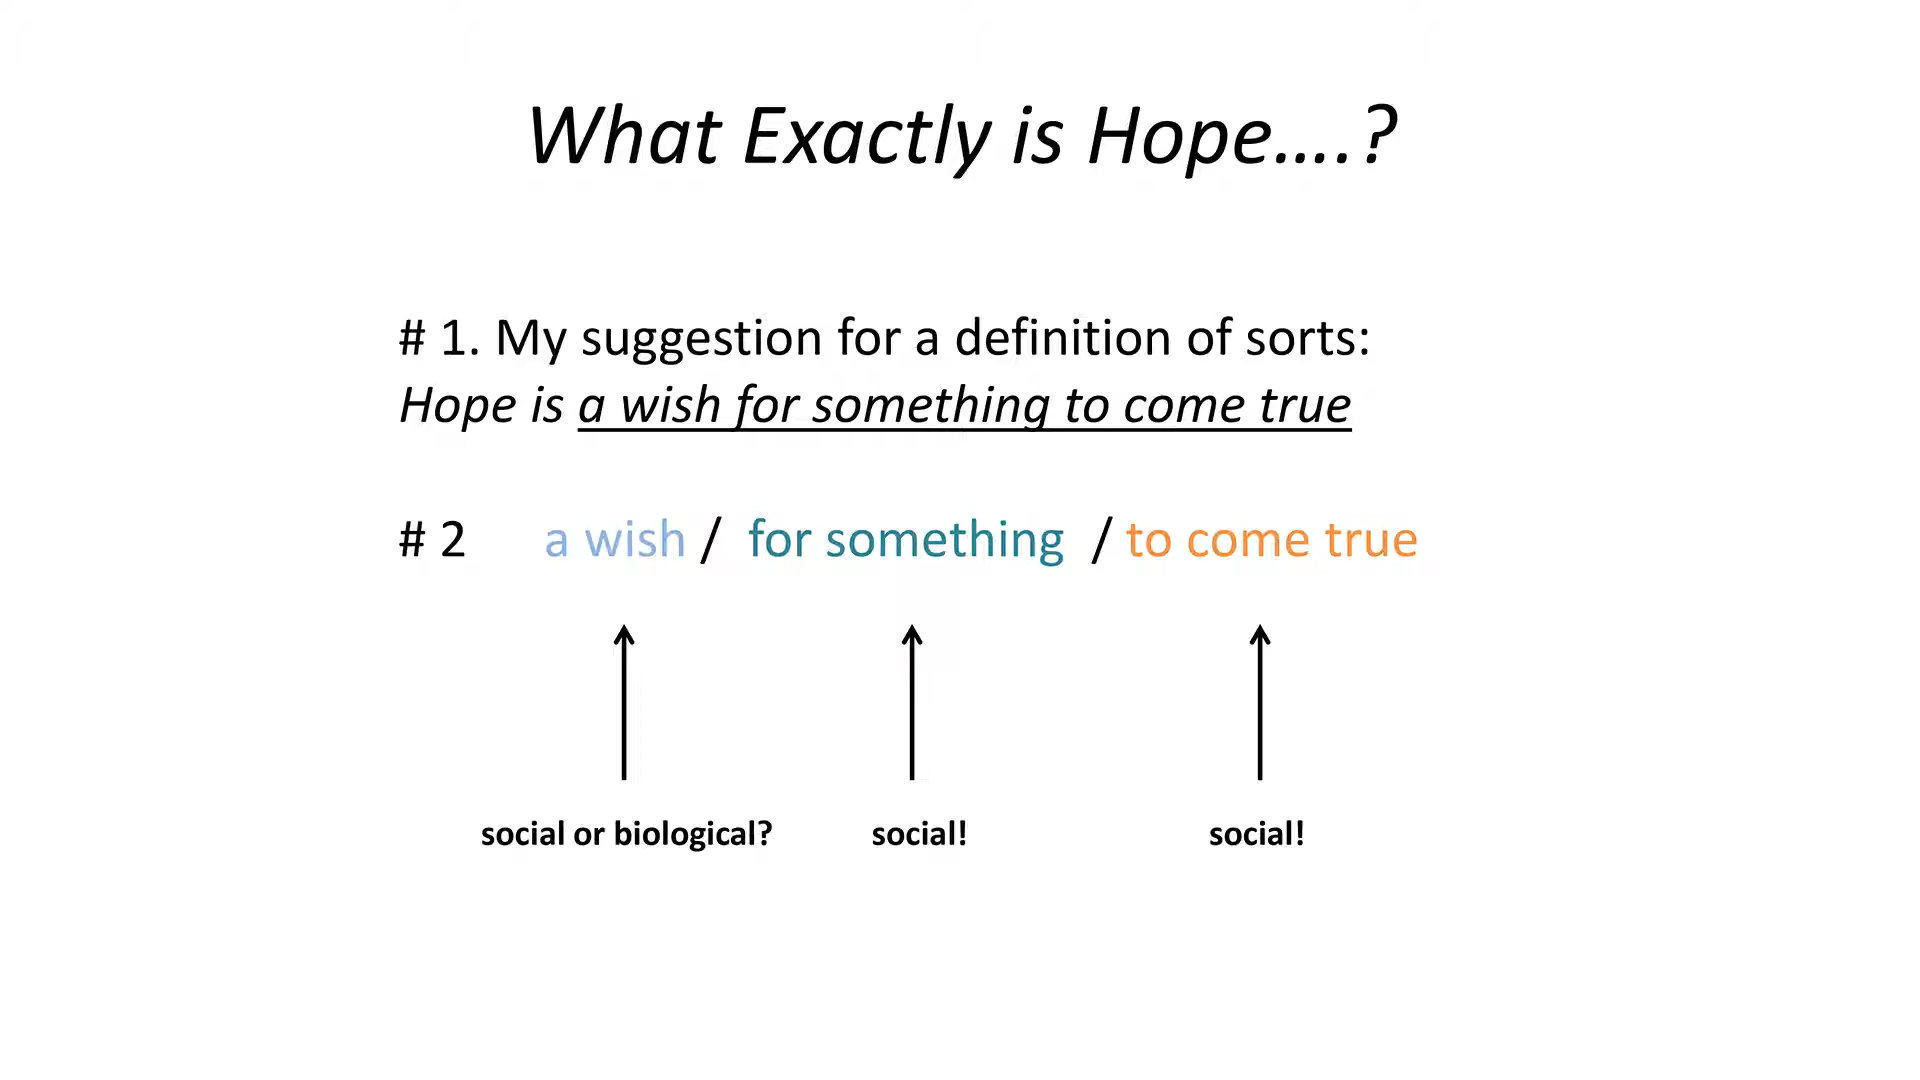 What Exactly is Hope….?
# 1. My suggestion for a definition of sorts:
Hope is a wish for something to come true
# 2 a wish / for something / to come true
social or biological? social! social!